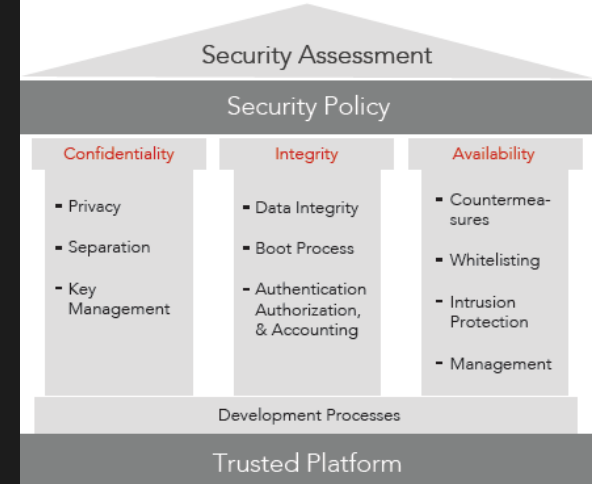 Security Assessment
Security Policy
Confidentiality
- Privacy
- Separation
- Key
Management
Integrity
- Data Integrity
- Boot Process
- Authentication
Authorization,
& Accounting
Availability
- Countermea-
sures
- Whitelisting
- Intrusion
Protection
- Management
Development Processes
Trusted Platform